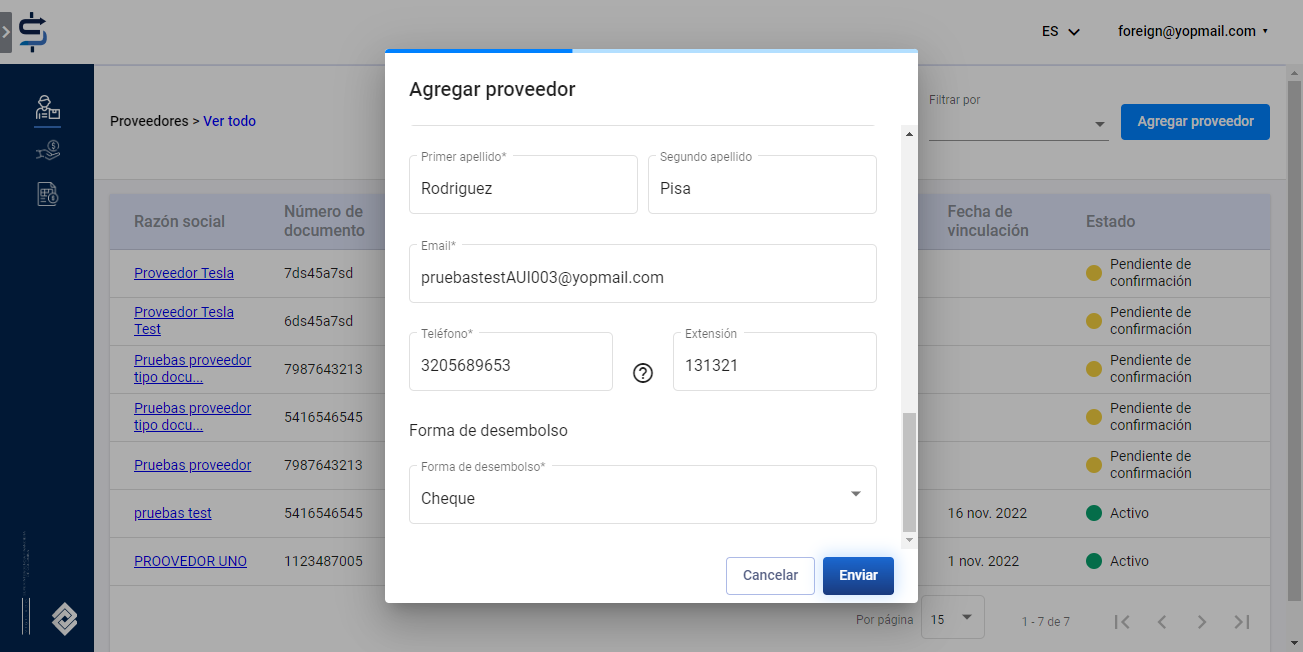 ES
foreign@yopmail.com
Agregar proveedor
Proveedores > Ver todo
Filtrar por
Agregar proveedor
Primer apellido*
Rodriguez
Segundo apellido
Pisa
Email*
pruebastestAUI003@yopmail.com
Teléfono*
3205689653
Extensión
131321
Forma de desembolso
Forma de desembolso*
Cheque
Cancelar
Enviar
Razón social
Número de
documento
Fecha de
vinculación
Estado
Proveedor Tesla
7ds45a7sd
Pendiente de
confirmación
Proveedor Tesla
Test
6ds45a7sd
Pendiente de
confirmación
Pruebas proveedor
tipo docu...
7987643213
Pendiente de
confirmación
Pruebas proveedor
tipo docu...
5416546545
Pendiente de
confirmación
Pruebas proveedor
7987643213
Pendiente de
confirmación
pruebas test
5416546545
16 nov. 2022
Activo
PROOVEDOR UNO
1123487005
1 nov. 2022
Activo
Por página
15
1 - 7 de 7